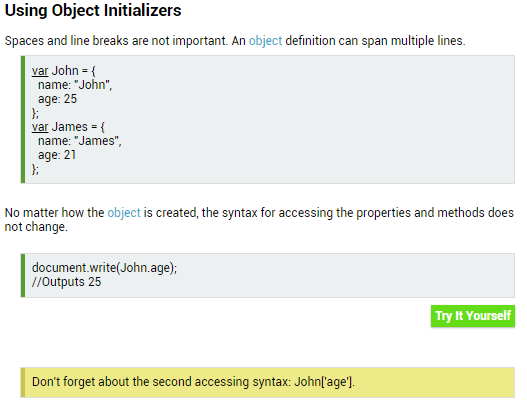 Using Object Initializers
Spaces and line breaks are not important. An object definition can span multiple lines.
var John = {
name: "John",
age: 25
};
var James = {
name: "James",
age: 21
};
No matter how the object is created, the syntax for accessing the properties and methods does
not change.
document.write(John.age);
//Outputs 25
Try It Yourself
Don't forget about the second accessing syntax: John['age'].